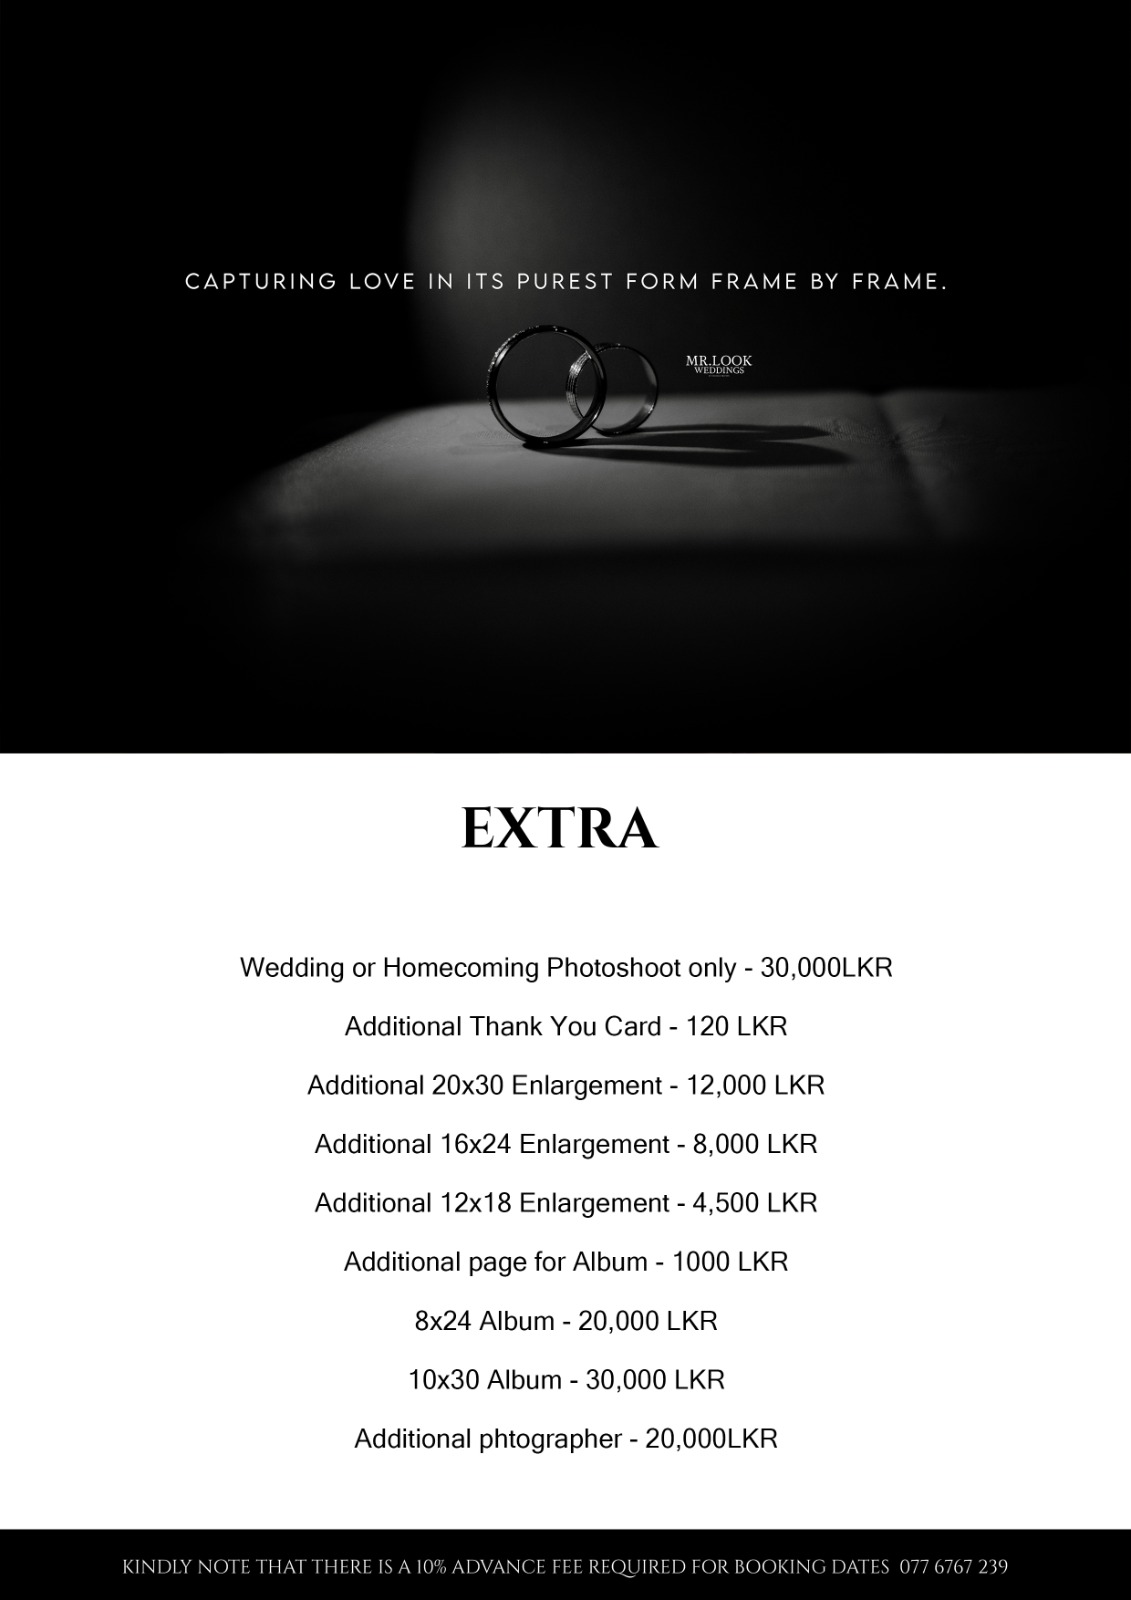 CAPTURING LOVE IN ITS PUREST FORM FRAME BY FRAME.
MR.LOOK
WEDDINGS
EXTRA
Wedding or Homecoming Photoshoot only - 30,000LKR
Additional Thank You Card - 120 LKR
Additional 20x30 Enlargement - 12,000 LKR
Additional 16x24 Enlargement - 8,000 LKR
Additional 12x18 Enlargement - 4,500 LKR
Additional page for Album - 1000 LKR
8x24 Album - 20,000 LKR
10x30 Album - 30,000 LKR
Additional phtographer - 20,000LKR
KINDLY NOTE THAT THERE IS A 10% ADVANCE FEE REQUIRED FOR BOOKING DATES 077 6767 239